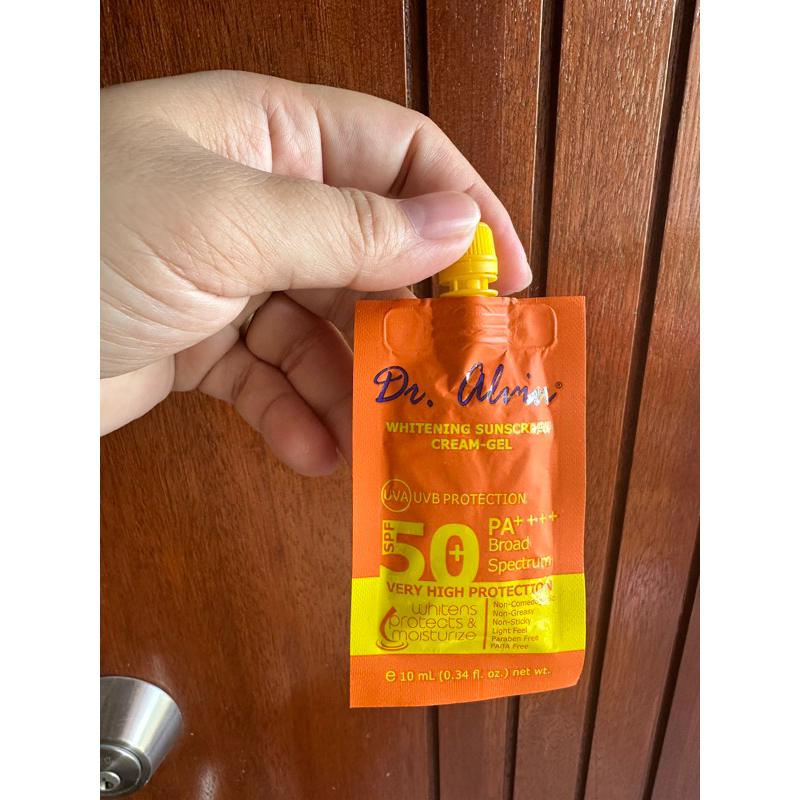 Dr. Alvin®
WHITENING SUNSCREEN
CREAM-GEL
UVA UVB PROTECTION
SPF 50+
PA++++
Broad
Spectrum
VERY HIGH PROTECTION
whitens
protects &
moisturize
Non-Comedogenic
Non-Greasy
Non-Sticky
Light Feel
Paraben Free
PABA Free
℮ 10 mL (0.34 fl. oz.) net wt.